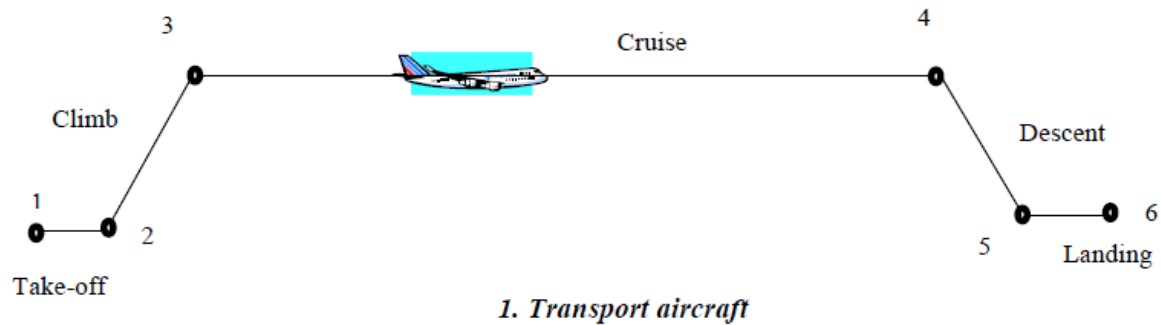 3
4
Cruise
Climb
Descent
1
2
5
6
Take-off
Landing
1. Transport aircraft